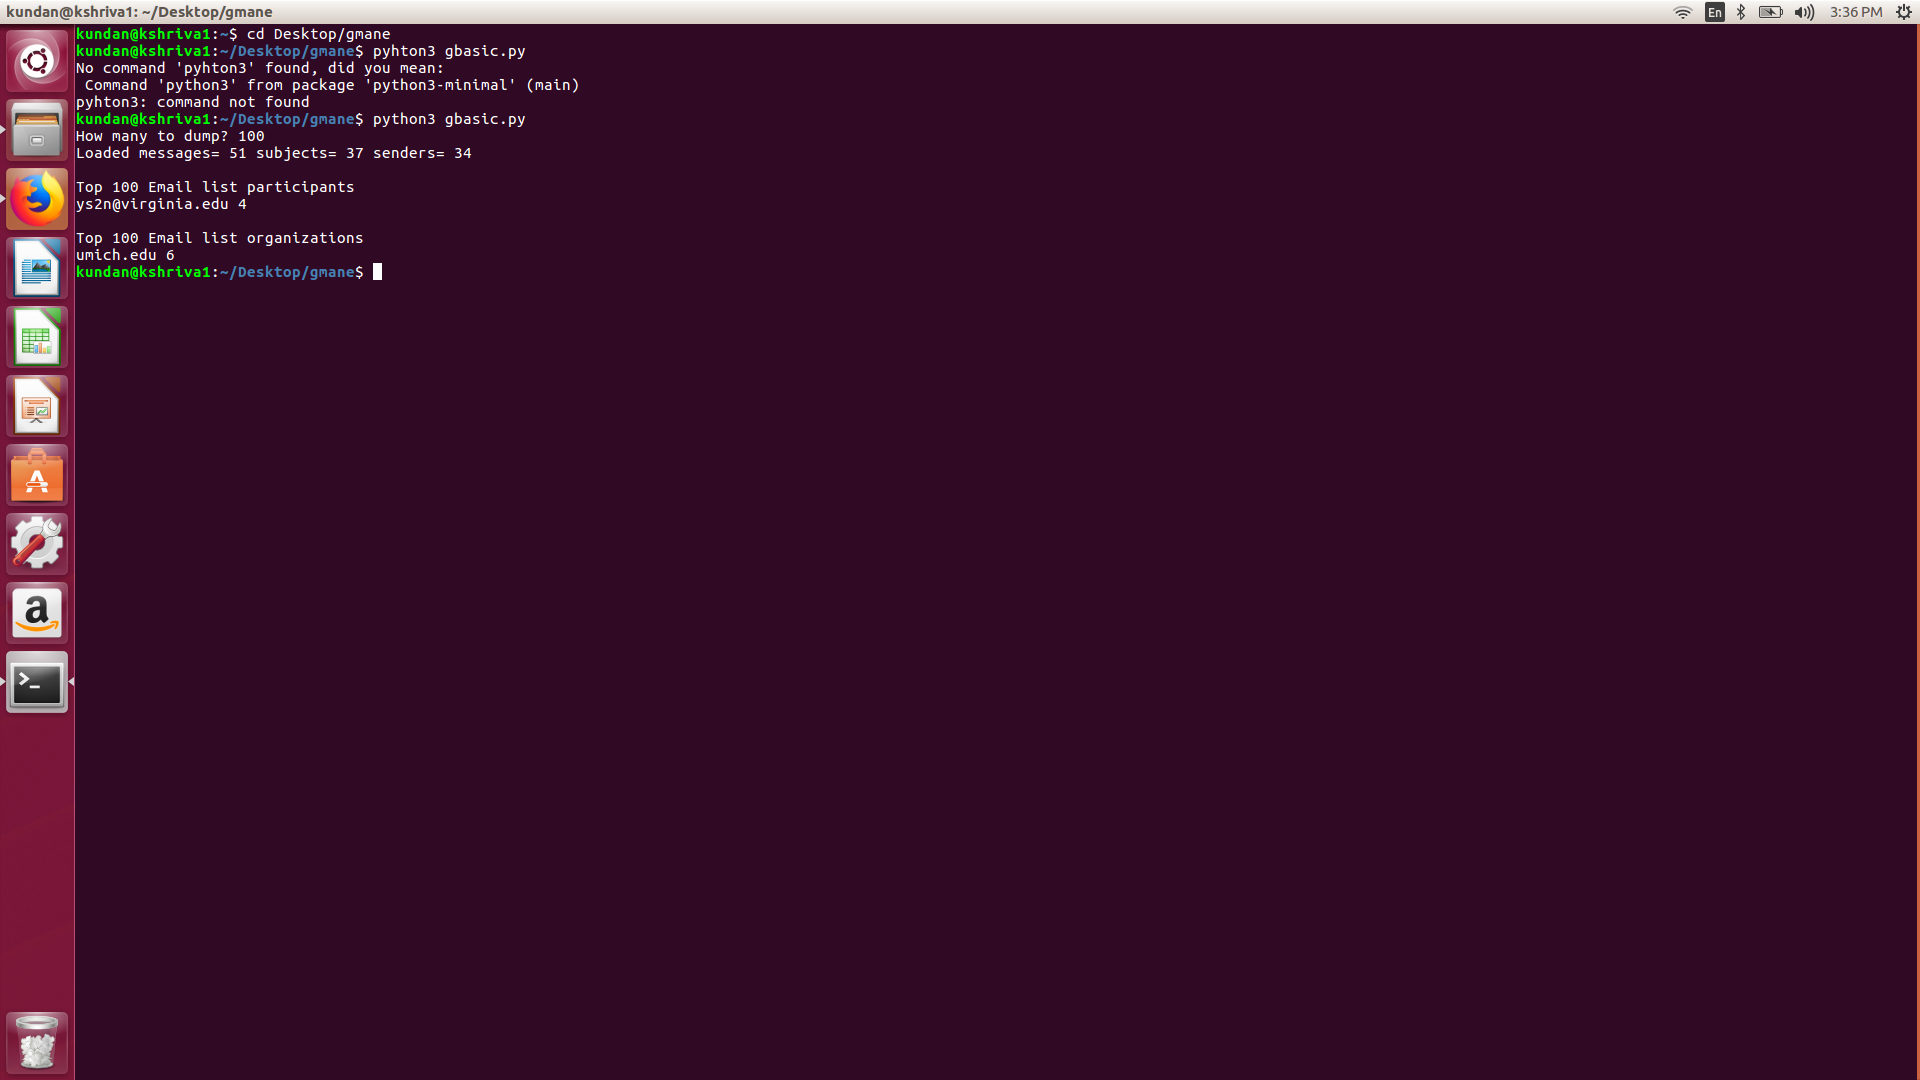 kundan@kshriva1: ~/Desktop/gmane
En
3:36 PM
kundan@kshriva1:~$ cd Desktop/gmane
kundan@kshriva1:~/Desktop/gmane$ pyhton3 gbasic.py
No command 'pyhton3' found, did you mean:
 Command 'python3' from package 'python3-minimal' (main)
pyhton3: command not found
kundan@kshriva1:~/Desktop/gmane$ python3 gbasic.py
How many to dump? 100
Loaded messages= 51 subjects= 37 senders= 34
Top 100 Email list participants
ys2n@virginia.edu 4
Top 100 Email list organizations
umich.edu 6
kundan@kshriva1:~/Desktop/gmane$